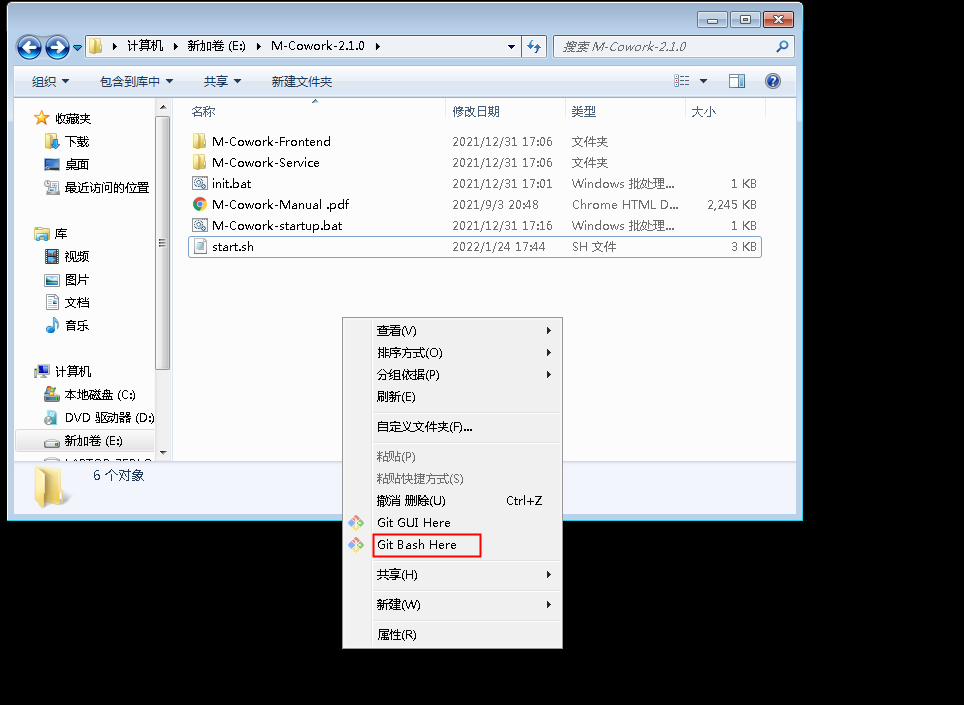 计算机 新加卷 (E:) M-Cowork-2.1.0
搜索 M-Cowork-2.1.0
组织 包含到库中 共享 新建文件夹
收藏夹
下载
桌面
最近访问的位置
库
视频
图片
文档
音乐
计算机
本地磁盘 (C:)
DVD 驱动器 (D:)
新加卷 (E:)
名称 修改日期 类型 大小
M-Cowork-Frontend 2021/12/31 17:06 文件夹
M-Cowork-Service 2021/12/31 17:06 文件夹
init.bat 2021/12/31 17:01 Windows 批处理... 1 KB
M-Cowork-Manual .pdf 2021/9/3 20:48 Chrome HTML D... 2,245 KB
M-Cowork-startup.bat 2021/12/31 17:16 Windows 批处理... 1 KB
start.sh 2022/1/24 17:44 SH 文件 3 KB
6 个对象
查看(V)
排序方式(O)
分组依据(P)
刷新(E)
自定义文件夹(F)...
粘贴(P)
粘贴快捷方式(S)
撤消 删除(U) Ctrl+Z
Git GUI Here
Git Bash Here
共享(H)
新建(W)
属性(R)